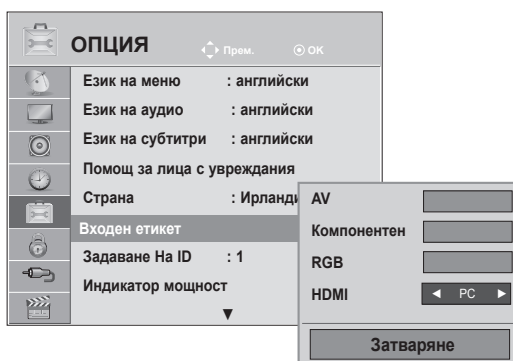 ОПЦИЯ
Прем.
OK
Език на меню : английски
Език на аудио : английски
Език на субтитри : английски
Помощ за лица с увреждания
Страна : Ирланди
Входен етикет
Задаване На ID : 1
Индикатор мощност
▼
AV
Компонентен
RGB
HDMI ◄ PC ►
Затваряне